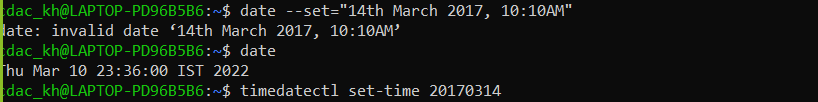 cdac_kh@LAPTOP-PD96B5B6:~$ date --set="14th March 2017, 10:10AM"
date: invalid date ‘14th March 2017, 10:10AM’
cdac_kh@LAPTOP-PD96B5B6:~$ date
Thu Mar 10 23:36:00 IST 2022
cdac_kh@LAPTOP-PD96B5B6:~$ timedatectl set-time 20170314